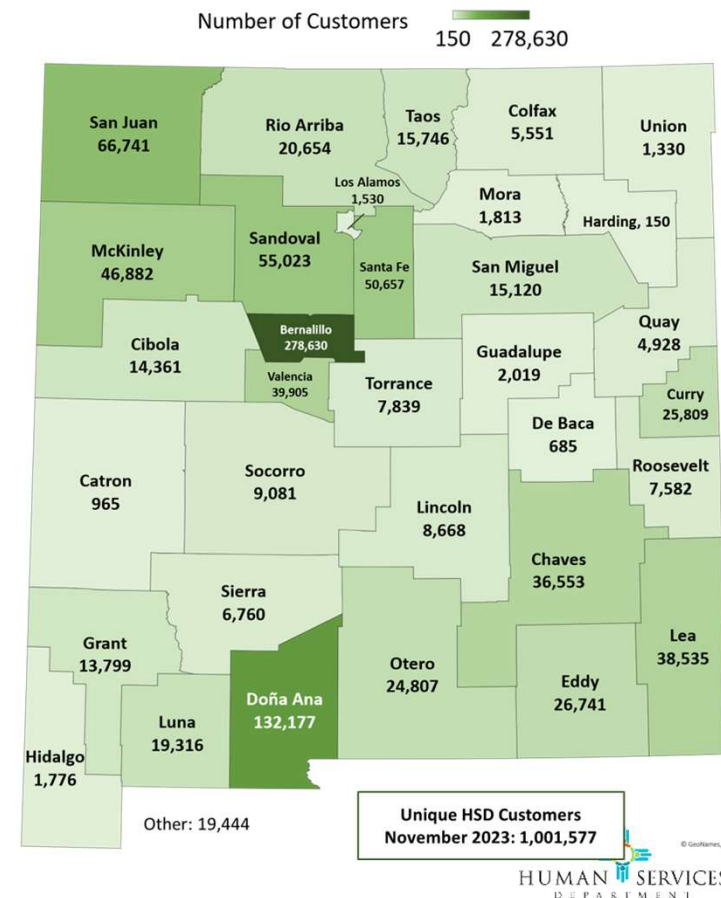 Number of Customers
150 278,630
San Juan
66,741
Rio Arriba
20,654
Taos
15,746
Colfax
5,551
Union
1,330
Los Alamos
1,530
Mora
1,813
Harding, 150
McKinley
46,882
Sandoval
55,023
Santa Fe
50,657
San Miguel
15,120
Quay
4,928
Cibola
14,361
Bernalillo
278,630
Valencia
39,905
Torrance
7,839
Guadalupe
2,019
Curry
25,809
De Baca
685
Roosevelt
7,582
Catron
965
Socorro
9,081
Lincoln
8,668
Chaves
36,553
Sierra
6,760
Grant
13,799
Lea
38,535
Otero
24,807
Eddy
26,741
Doña Ana
132,177
Luna
19,316
Hidalgo
1,776
Other: 19,444
Unique HSD Customers
November 2023: 1,001,577
© GeoNames,
HUMAN SERVICES
DEPARTMENT